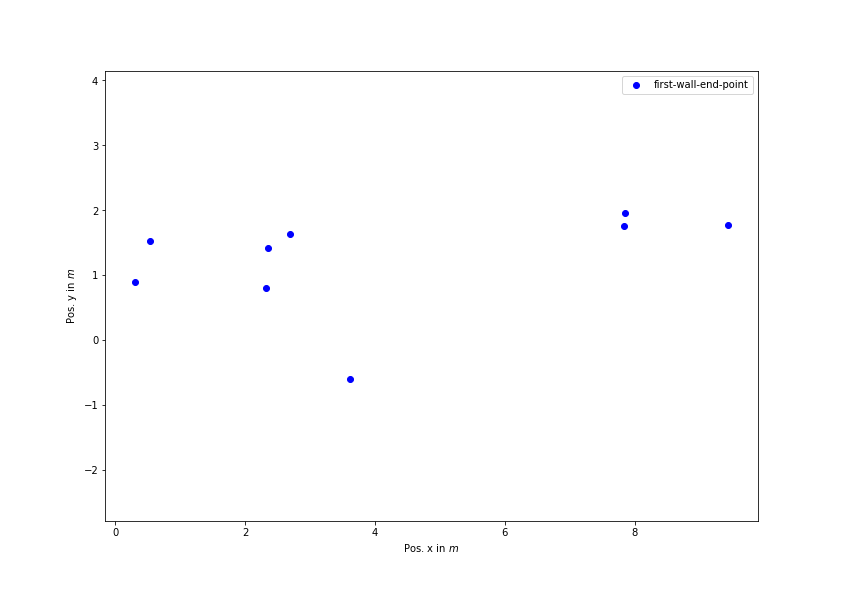 first-wall-end-point
4
3
2
1
0
−1
−2
Pos. y in m
0 2 4 6 8
Pos. x in m